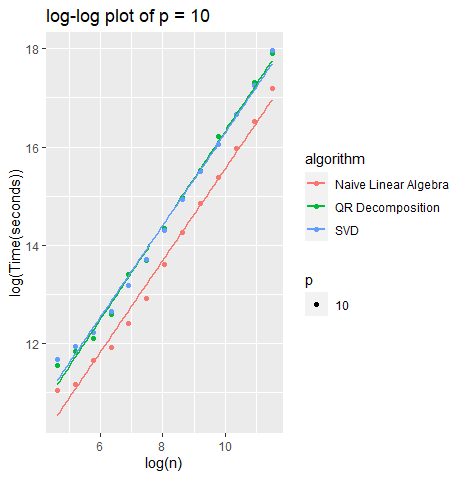 log-log plot of p = 10
18
16
14
12
log(Time(seconds))
6
8
10
log(n)
algorithm
Naive Linear Algebra
QR Decomposition
SVD
p
10